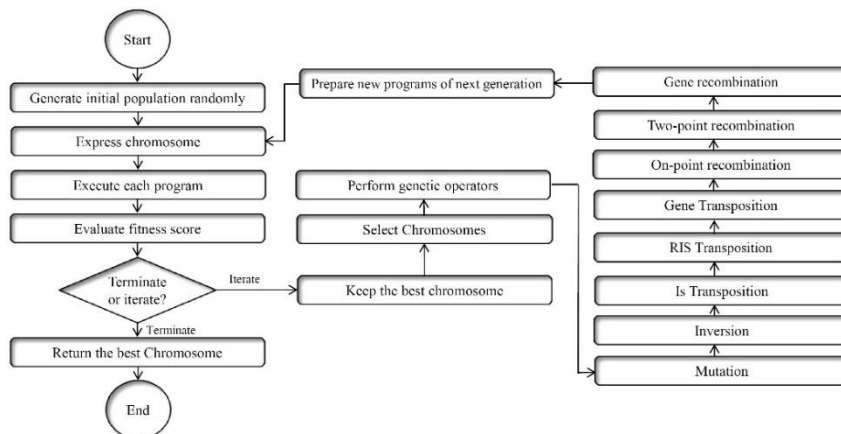 Start
Generate initial population randomly
Express chromosome
Execute each program
Evaluate fitness score
Terminate
or iterate?
Iterate
Terminate
Return the best Chromosome
End
Keep the best chromosome
Select Chromosomes
Perform genetic operators
Mutation
Inversion
Is Transposition
RIS Transposition
Gene Transposition
On-point recombination
Two-point recombination
Gene recombination
Prepare new programs of next generation